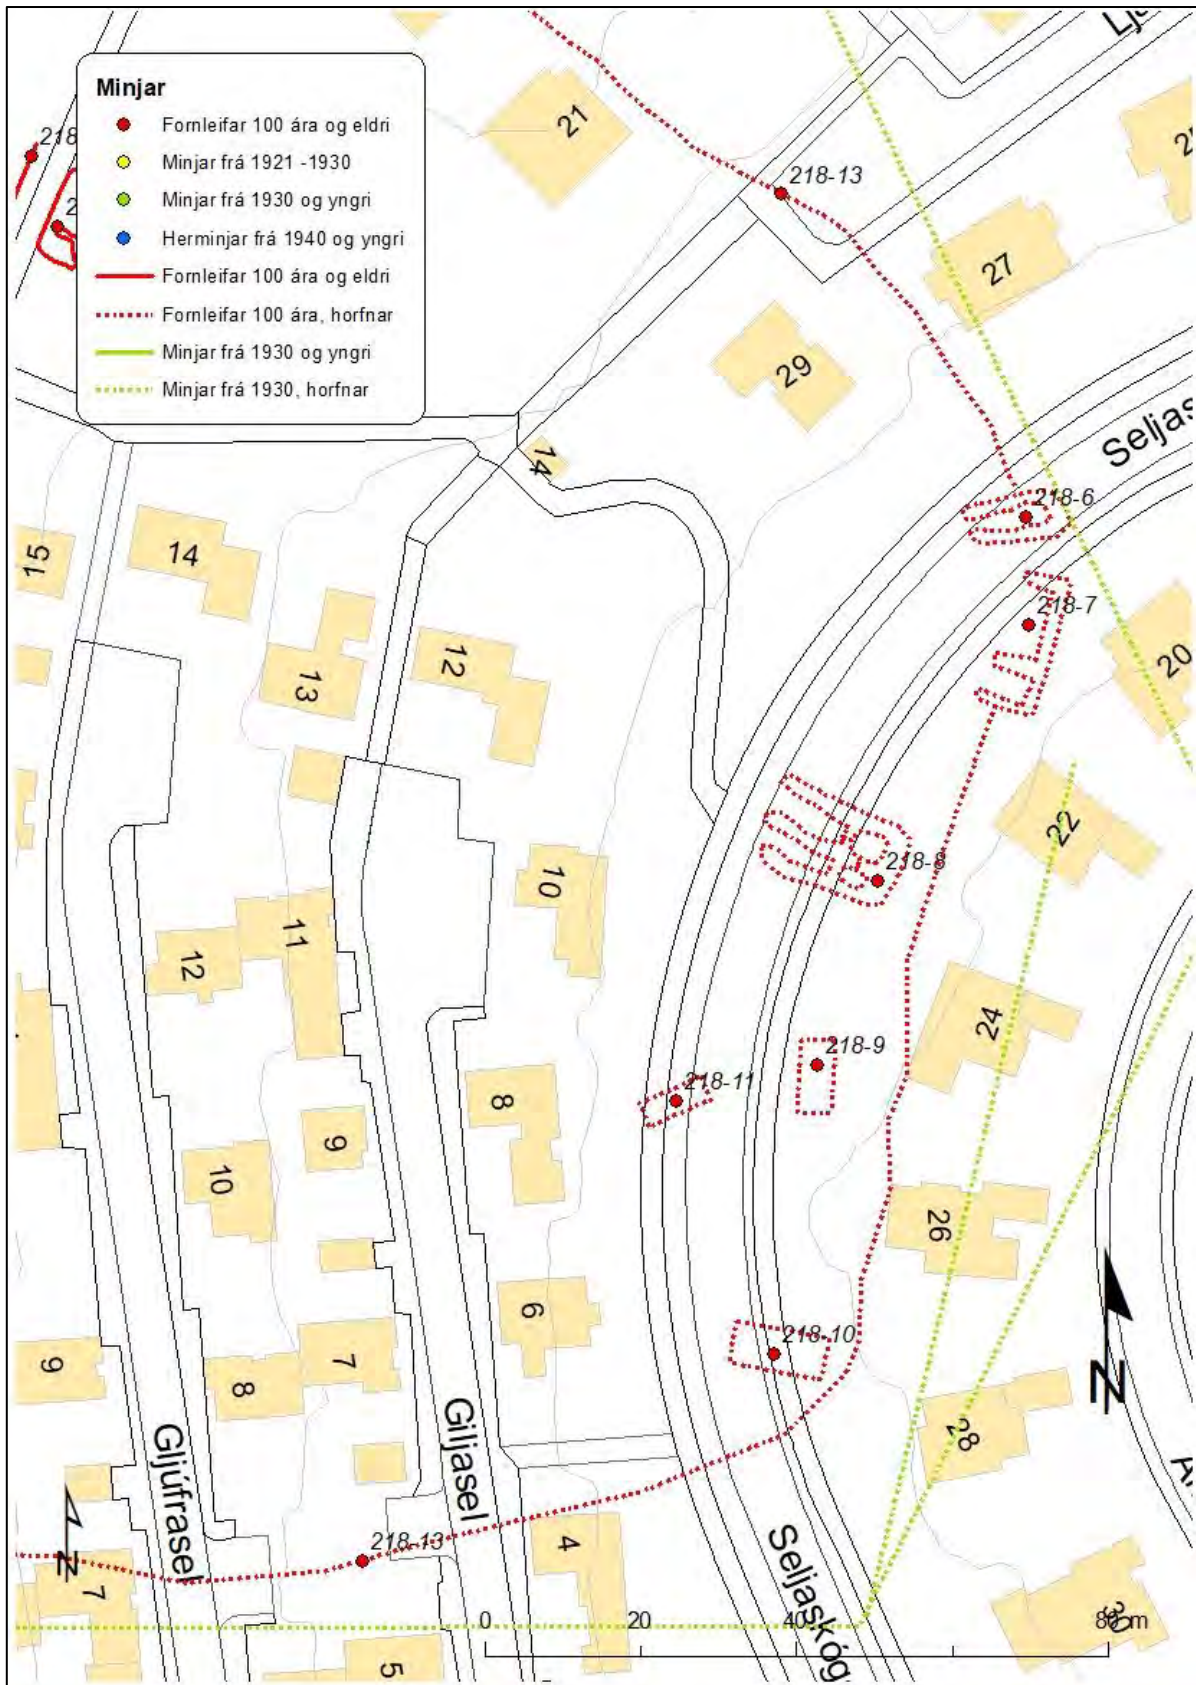 Minjar
Fornleifar 100 ára og eldri
Minjar frá 1921 -1930
Minjar frá 1930 og yngri
Herminjar frá 1940 og yngri
Fornleifar 100 ára og eldri
Fornleifar 100 ára, horfnar
Minjar frá 1930 og yngri
Minjar frá 1930, horfnar
218
2
21
218-13
27
29
14
Seljas
218-6
15
14
218-7
12
13
20
22
10
218-8
11
12
24
218-9
218-11
8
9
10
26
6
218-10
9
7
8
28
Giljasel
Gljúfrasel
N
218-13
4
Seljaskóg
N
7
30
0 20 40 80 m
5